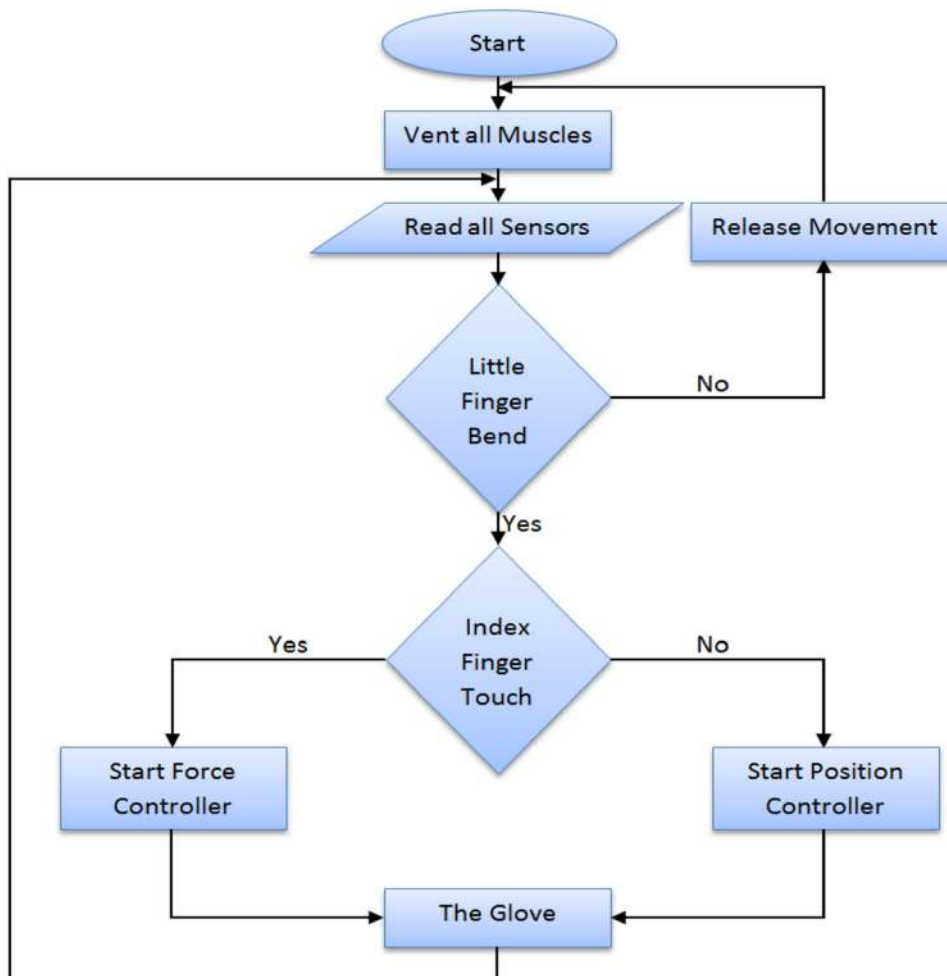 Start
Vent all Muscles
Read all Sensors
Release Movement
Little
Finger
Bend
No
Yes
Index
Finger
Touch
Yes
No
Start Force
Controller
Start Position
Controller
The Glove